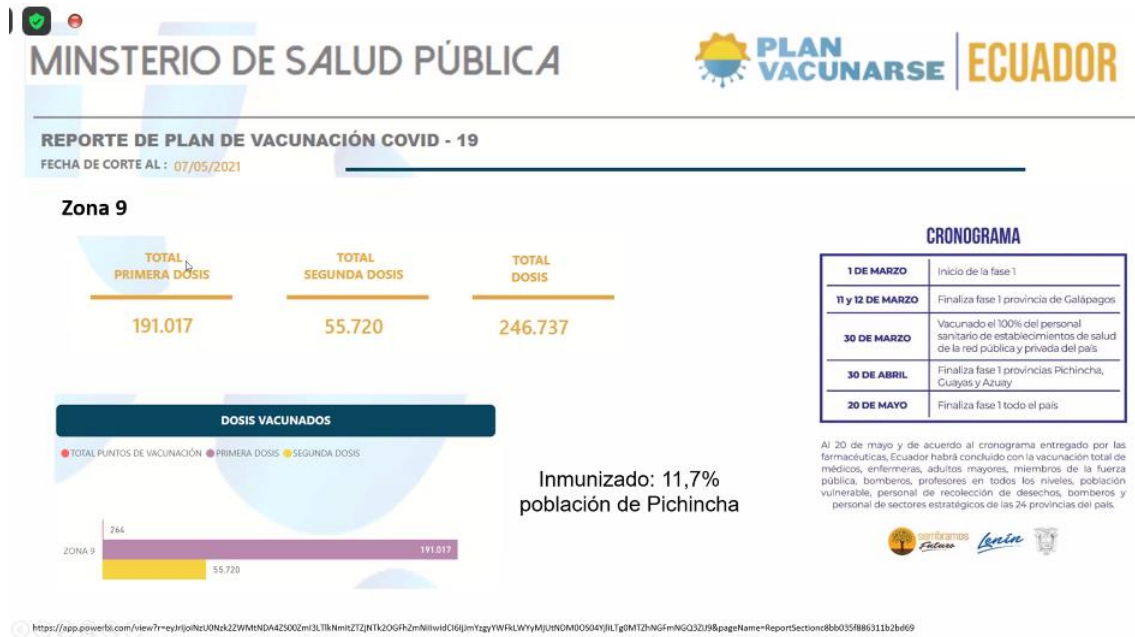 MINSTERIO DE SALUD PÚBLICA
PLAN
VACUNARSE
ECUADOR
REPORTE DE PLAN DE VACUNACIÓN COVID - 19
FECHA DE CORTE AL : 07/05/2021
Zona 9
TOTAL
PRIMERA DOSIS
191.017
TOTAL
SEGUNDA DOSIS
55.720
TOTAL
DOSIS
246.737
DOSIS VACUNADOS
TOTAL PUNTOS DE VACUNACIÓN PRIMERA DOSIS SEGUNDA DOSIS
264
ZONA 9
191.017
55.720
Inmunizado: 11,7%
población de Pichincha
CRONOGRAMA
1 DE MARZO
Inicio de la fase 1
11 y 12 DE MARZO
Finaliza fase 1 provincia de Galápagos
30 DE MARZO
Vacunado el 100% del personal
sanitario de establecimientos de salud
de la red pública y privada del país
30 DE ABRIL
Finaliza fase 1 provincias Pichincha,
Guayas y Azuay
20 DE MAYO
Finaliza fase 1 todo el país
Al 20 de mayo y de acuerdo al cronograma entregado por las
farmacéuticas, Ecuador habrá concluido con la vacunación total de
médicos, enfermeras, adultos mayores, miembros de la fuerza
pública, bomberos, profesores en todos los niveles, población
vulnerable, personal de recolección de desechos, bomberos y
personal de sectores estratégicos de las 24 provincias del país.
sembramos
Futuro
Lenín